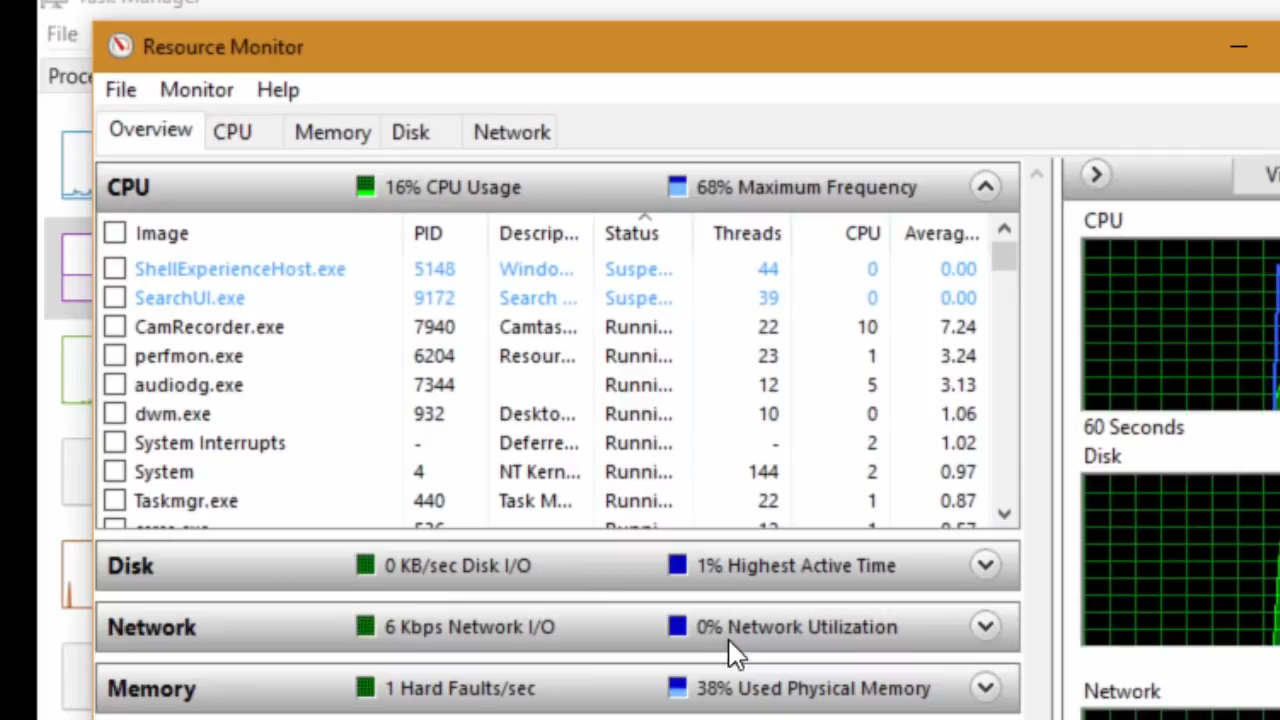 Task Manager
File
Proce
Resource Monitor
File Monitor Help
Overview CPU Memory Disk Network
CPU 16% CPU Usage 68% Maximum Frequency
Image PID Descrip... Status Threads CPU Averag...
ShellExperienceHost.exe 5148 Windo... Suspe... 44 0 0.00
SearchUI.exe 9172 Search ... Suspe... 39 0 0.00
CamRecorder.exe 7940 Camtas... Runni... 22 10 7.24
perfmon.exe 6204 Resour... Runni... 23 1 3.24
audiodg.exe 7344 Runni... 12 5 3.13
dwm.exe 932 Deskto... Runni... 10 0 1.06
System Interrupts - Deferre... Runni... - 2 1.02
System 4 NT Kern... Runni... 144 2 0.97
Taskmgr.exe 440 Task M... Runni... 22 1 0.87
Disk 0 KB/sec Disk I/O 1% Highest Active Time
Network 6 Kbps Network I/O 0% Network Utilization
Memory 1 Hard Faults/sec 38% Used Physical Memory
Vi
CPU
60 Seconds
Disk
Network